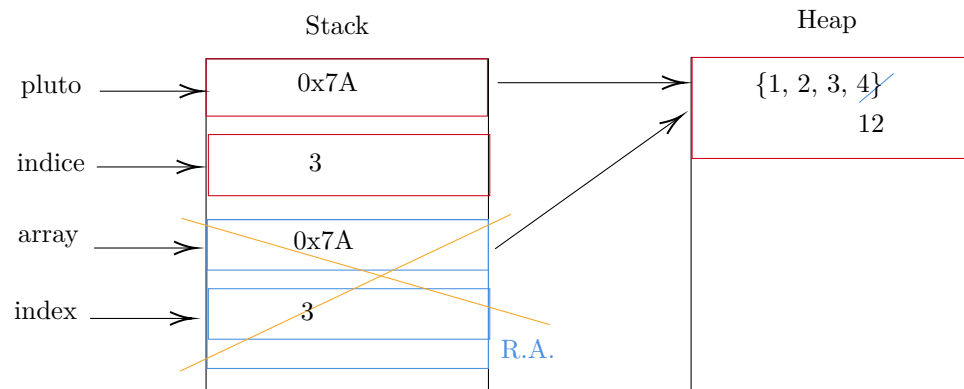 Stack
Heap
pluto
0x7A
{1, 2, 3, 4}
12
indice
3
array
0x7A
index
3
R.A.